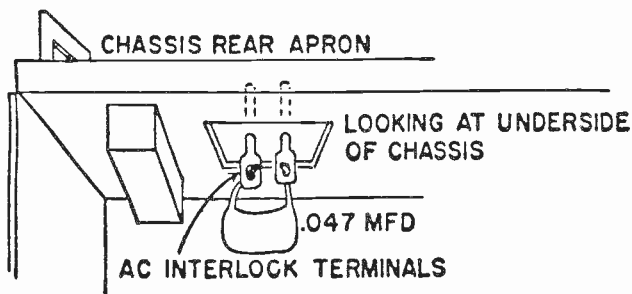 CHASSIS REAR APRON
LOOKING AT UNDERSIDE
OF CHASSIS
.047 MFD
AC INTERLOCK TERMINALS